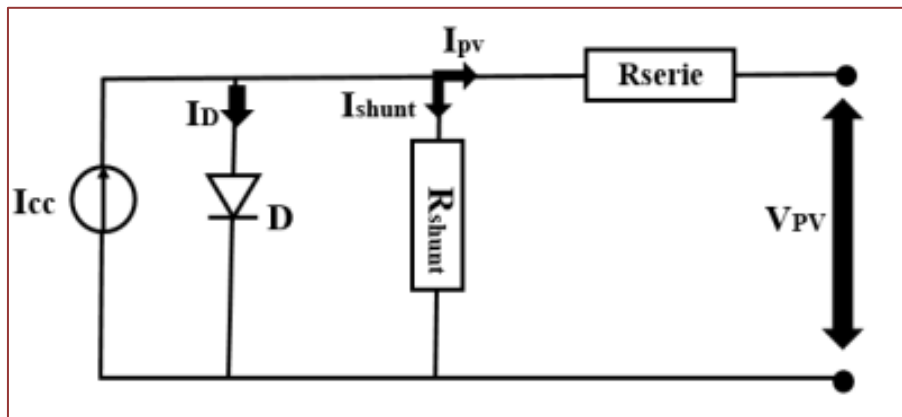 Ipv
Rserie
ID
Ishunt
Icc
D
Rshunt
VPV